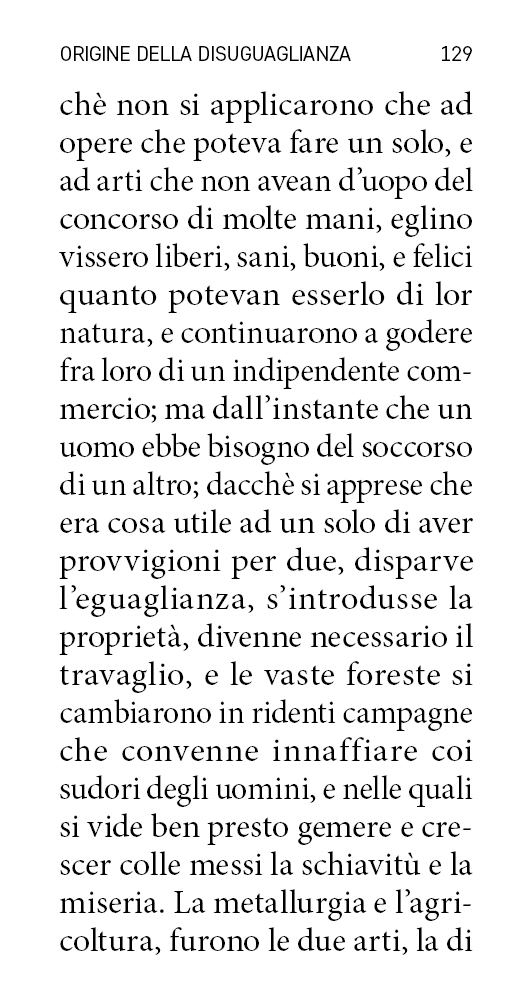 ORIGINE DELLA DISUGUAGLIANZA 129
chè non si applicarono che ad
opere che poteva fare un solo, e
ad arti che non avean d’uopo del
concorso di molte mani, eglino
vissero liberi, sani, buoni, e felici
quanto potevan esserlo di lor
natura, e continuarono a godere
fra loro di un indipendente com-
mercio; ma dall’instante che un
uomo ebbe bisogno del soccorso
di un altro; dacchè si apprese che
era cosa utile ad un solo di aver
provvigioni per due, disparve
l’eguaglianza, s’introdusse la
proprietà, divenne necessario il
travaglio, e le vaste foreste si
cambiarono in ridenti campagne
che convenne innaffiare coi
sudori degli uomini, e nelle quali
si vide ben presto gemere e cre-
scer colle messi la schiavitù e la
miseria. La metallurgia e l’agri-
coltura, furono le due arti, la di